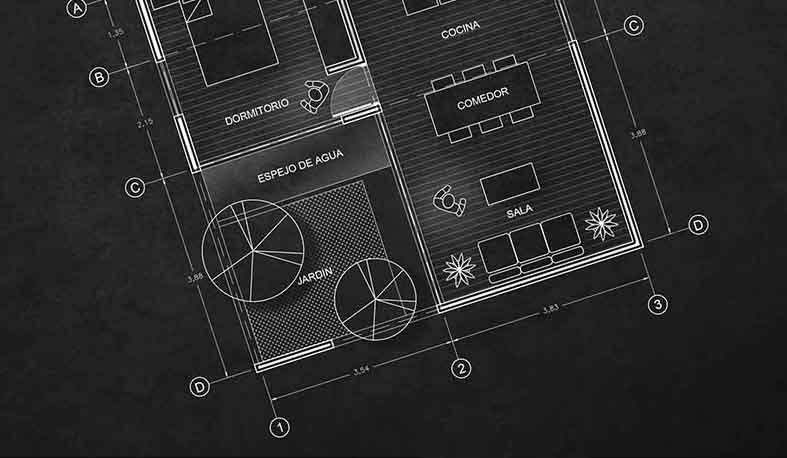 A
1,35
B
2,15
C
3,88
D
DORMITORIO
ESPEJO DE AGUA
JARDIN
COCINA
COMEDOR
SALA
C
3,88
D
3
3,83
2
3,54
1